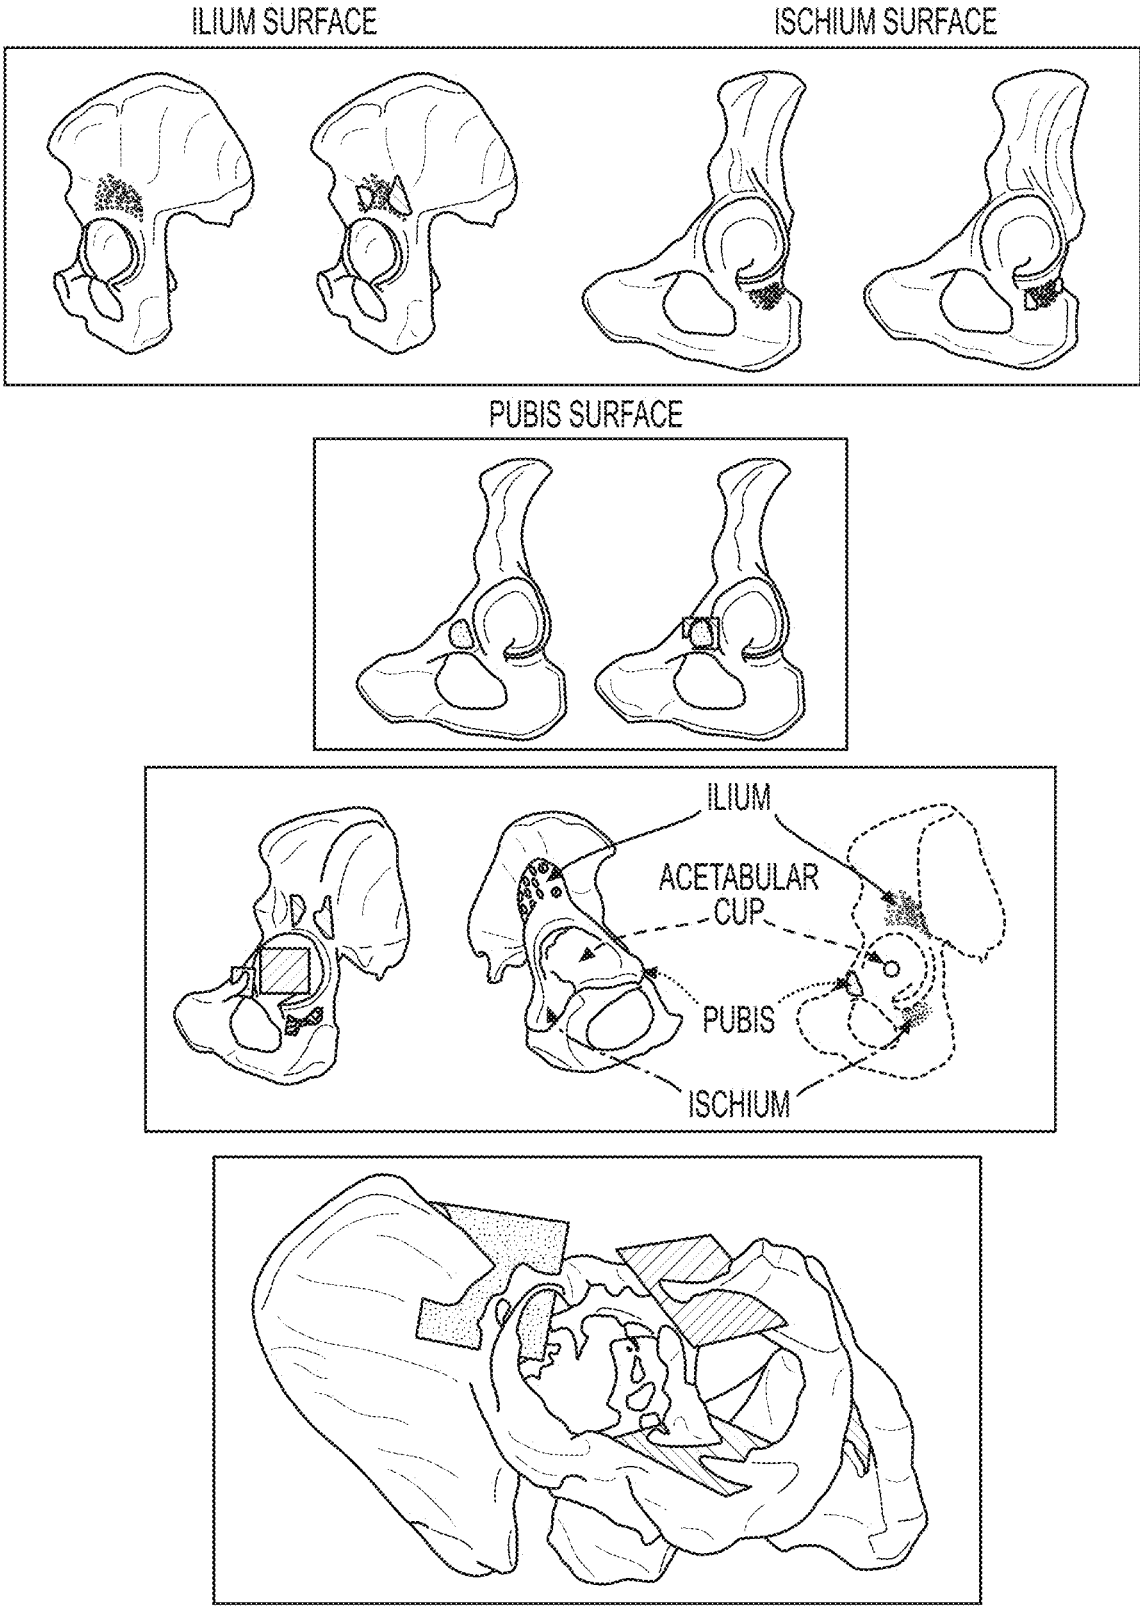 ILIUM SURFACE
ISCHIUM SURFACE
PUBIS SURFACE
ILIUM
ACETABULAR
CUP
PUBIS
ISCHIUM